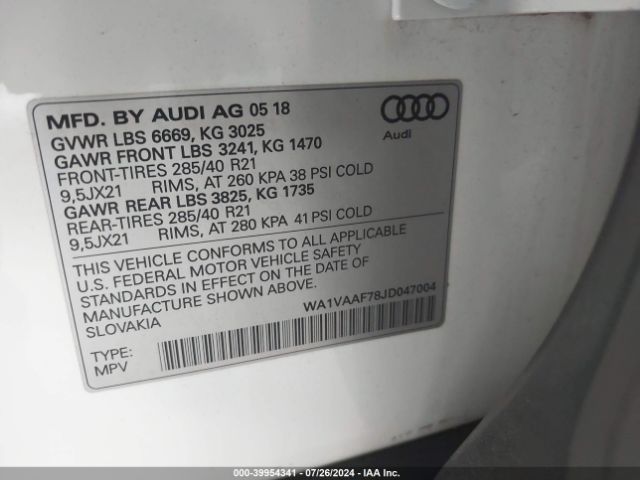 MFD. BY AUDI AG 05 18
GVWR LBS 6669, KG 3025
GAWR FRONT LBS 3241, KG 1470
FRONT-TIRES 285/40 R21
9,5JX21 RIMS, AT 260 KPA 38 PSI COLD
GAWR REAR LBS 3825, KG 1735
REAR-TIRES 285/40 R21
9,5JX21 RIMS, AT 280 KPA 41 PSI COLD
Audi
THIS VEHICLE CONFORMS TO ALL APPLICABLE
U.S. FEDERAL MOTOR VEHICLE SAFETY
STANDARDS IN EFFECT ON THE DATE OF
MANUFACTURE SHOWN ABOVE.
SLOVAKIA
WA1VAAF78JD047004
TYPE:
MPV
000-39954341 - 07/26/2024 - IAAI.COM